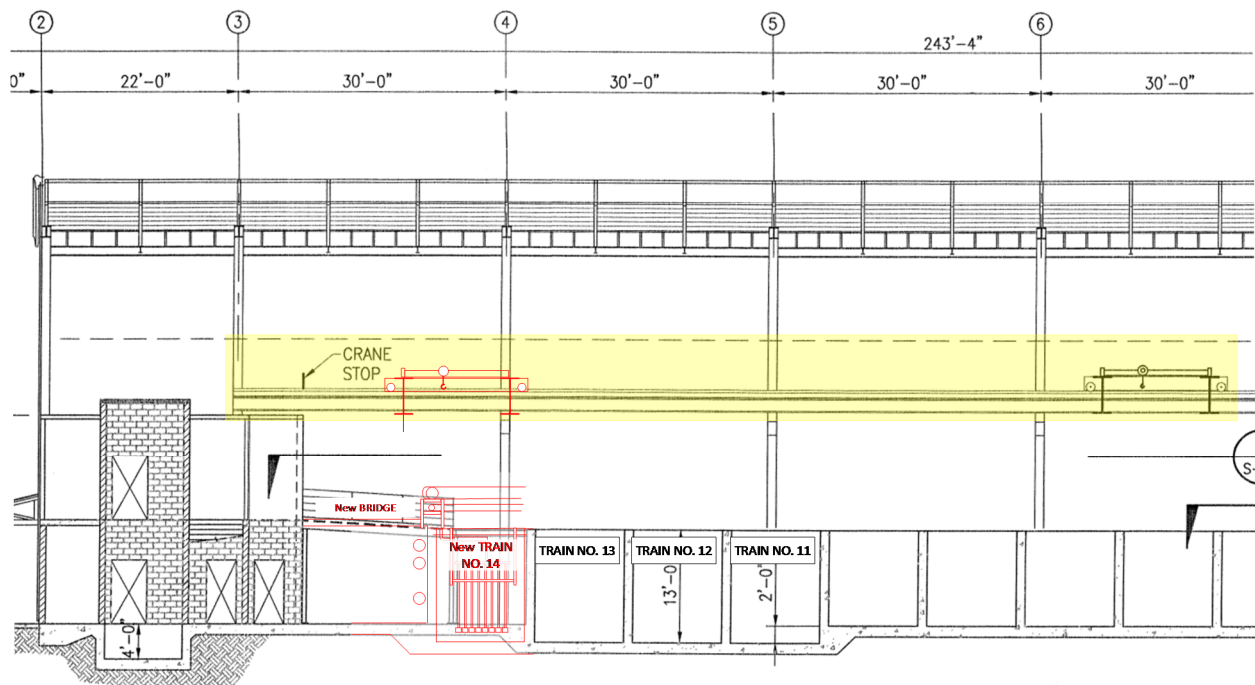 2
3
4
5
6
243'-4"
0"
22'-0"
30'-0"
30'-0"
30'-0"
30'-0"
CRANE
STOP
S-
New BRIDGE
New TRAIN
NO. 14
TRAIN NO. 13
TRAIN NO. 12
TRAIN NO. 11
13'-0
2'-0"
4'-0"